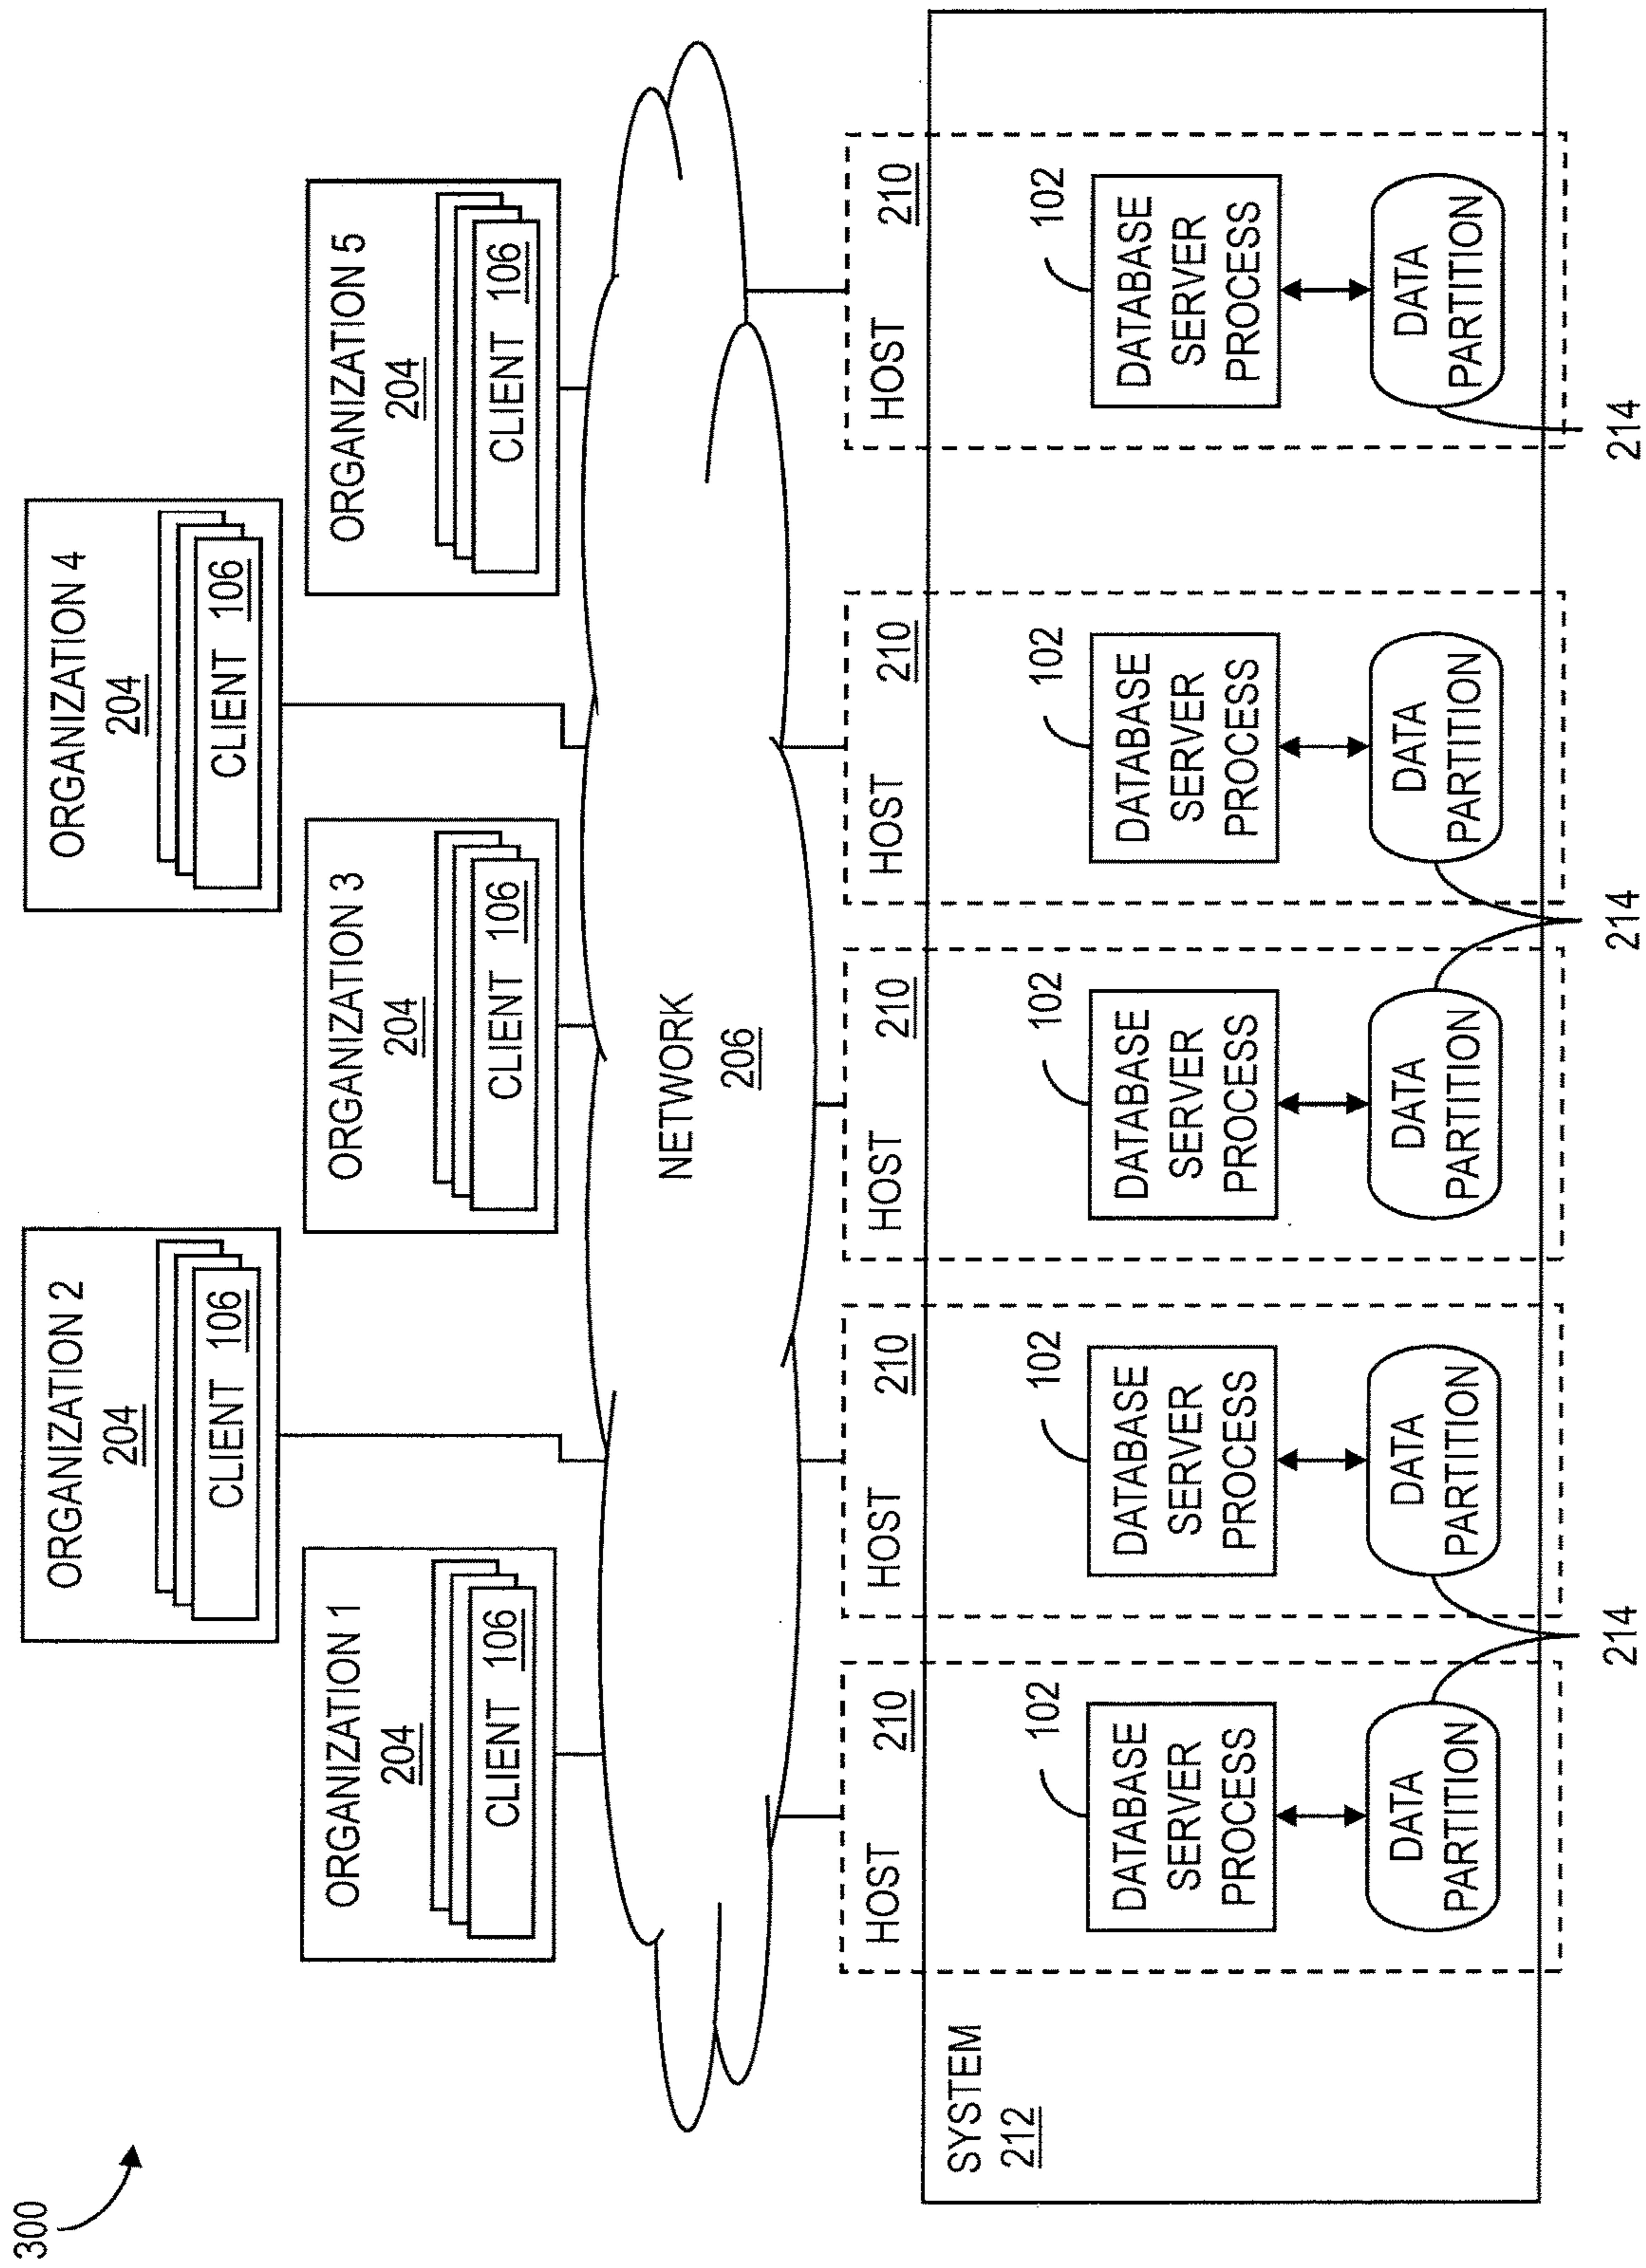 300
ORGANIZATION 2
204
CLIENT 106
ORGANIZATION 4
204
CLIENT 106
ORGANIZATION 1
204
CLIENT 106
ORGANIZATION 3
204
CLIENT 106
ORGANIZATION 5
204
CLIENT 106
NETWORK
206
SYSTEM
212
HOST 210
102
DATABASE
SERVER
PROCESS
DATA
PARTITION
HOST 210
102
DATABASE
SERVER
PROCESS
DATA
PARTITION
HOST 210
102
DATABASE
SERVER
PROCESS
DATA
PARTITION
HOST 210
102
DATABASE
SERVER
PROCESS
DATA
PARTITION
HOST 210
102
DATABASE
SERVER
PROCESS
DATA
PARTITION
214
214
214